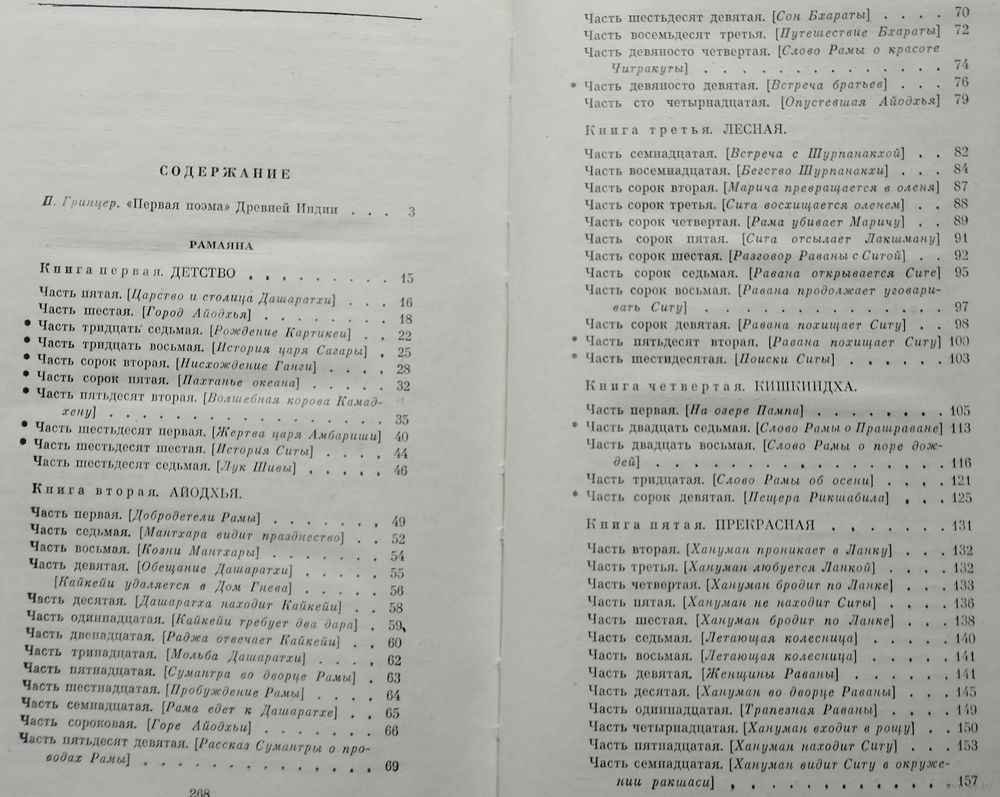 СОДЕРЖАНИЕ
П. Гринцер. «Первая поэма» Древней Индии . . . 3
РАМАЯНА
Книга первая. ДЕТСТВО . . . . . . . . . 15
Часть пятая. [Царство и столица Дашаратхи] . . . 16
Часть шестая. [Город Айодхья] . . . . . . . 18
* Часть тридцать седьмая. [Рождение Картикеи] . . . 22
* Часть тридцать восьмая. [История царя Сагары] . 25
* Часть сорок вторая. [Нисхождение Ганги] . . . . 28
* Часть сорок пятая. [Пахтанье океана] . . . . . 32
* Часть пятьдесят вторая. [Волшебная корова Камад-
хену] . . . . . . . . . . . . . . 35
* Часть шестьдесят первая. [Жертва царя Амбариши] 40
* Часть шестьдесят шестая. [История Ситы] . . . . 44
Часть шестьдесят седьмая. [Лук Шивы] . . . . . 46
Книга вторая. АЙОДХЬЯ.
Часть первая. [Добродетели Рамы] . . . . . . . 49
Часть седьмая. [Мантхара видит празднество] . . 52
Часть восьмая. [Козни Мантхары] . . . . . . . 54
Часть девятая. [Обещание Дашаратхи] . . . . . 55
[Кайкейи удаляется в Дом Гнева] . . . . 56
Часть десятая. [Дашаратха находит Кайкейи] . . 58
Часть одиннадцатая. [Кайкейи требует два дара] . 59
Часть двенадцатая. [Раджа отвечает Кайкейи] . . 60
Часть тринадцатая. [Мольба Дашаратхи] . . . . 62
Часть пятнадцатая. [Сумантра во дворце Рамы] . 63
Часть шестнадцатая. [Пробуждение Рамы] . . . . 64
Часть семнадцатая. [Рама едет к Дашаратхе] . . 65
Часть сороковая. [Горе Айодхьи] . . . . . . . 66
Часть пятьдесят девятая. [Рассказ Сумантры о про-
водах Рамы] . . . . . . . . . . . . . 69
268
Часть шестьдесят девятая. [Сон Бхараты] . . . . 70
Часть восемьдесят третья. [Путешествие Бхараты] 72
Часть девяносто четвертая. [Слово Рамы о красоте
Читракуты] . . . . . . . . . . . . . 74
* Часть девяносто девятая. [Встреча братьев] . . . 76
Часть сто четырнадцатая. [Опустевшая Айодхья] 79
Книга третья. ЛЕСНАЯ.
Часть семнадцатая. [Встреча с Шурпанакхой] . . 82
Часть восемнадцатая. [Бегство Шурпанакхи] . . . 84
Часть сорок вторая. [Марича превращается в оленя] 87
Часть сорок третья. [Сита восхищается оленем] . . 88
Часть сорок четвертая. [Рама убивает Маричу] . . 89
Часть сорок пятая. [Сита отсылает Лакшману] 91
Часть сорок шестая. [Разговор Раваны с Ситой] . . 92
Часть сорок седьмая. [Равана открывается Сите] 95
Часть сорок восьмая. [Равана продолжает уговари-
вать Ситу] . . . . . . . . . . . . . 97
Часть сорок девятая. [Равана похищает Ситу] . . 98
* Часть пятьдесят вторая. [Равана похищает Ситу] 100
* Часть шестидесятая. [Поиски Ситы] . . . . . . 103
Книга четвертая. КИШКИНДХА.
Часть первая. [На озере Пампа] . . . . . . . 105
* Часть двадцать седьмая. [Слово Рамы о Прашраване] 113
Часть двадцать восьмая. [Слово Рамы о поре дож-
дей] . . . . . . . . . . . . . . . 116
Часть тридцатая. [Слово Рамы об осени] . . . . . 121
* Часть сорок девятая. [Пещера Рикшабила] . . . 125
Книга пятая. ПРЕКРАСНАЯ . . . . . . . 131
Часть вторая. [Хануман проникает в Ланку] . . . 132
Часть третья. [Хануман любуется Ланкой] . . . . 132
Часть четвертая. [Хануман бродит по Ланке] . . . 133
Часть пятая. [Хануман не находит Ситы] . . . . 136
Часть шестая. [Хануман бродит по Ланке] . . . . 138
Часть седьмая. [Летающая колесница] . . . . . 140
Часть восьмая. [Летающая колесница] . . . . . 141
Часть девятая. [Женщины Раваны] . . . . . . 141
Часть десятая. [Хануман во дворце Раваны] . . . . 145
Часть одиннадцатая. [Трапезная Раваны] . . . . 149
Часть четырнадцатая. [Хануман входит в рощу] . . 150
Часть пятнадцатая. [Хануман находит Ситу] . . . 153
Часть семнадцатая. [Хануман видит Ситу в окруже-
нии ракшаси] . . . . . . . . . . . . 157